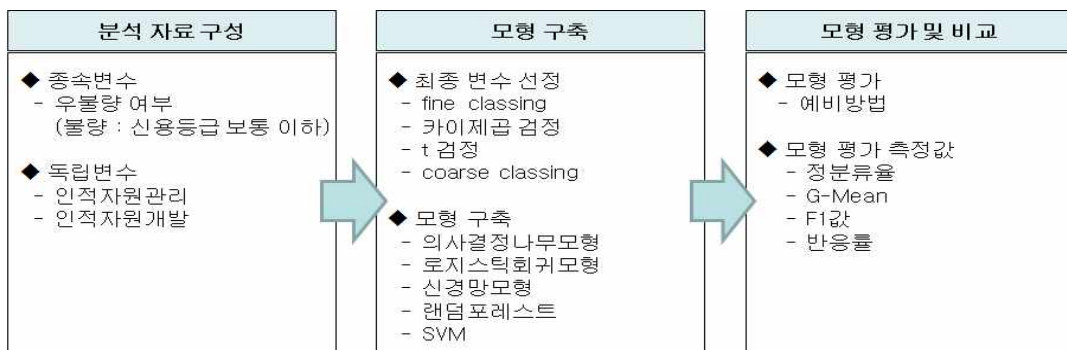 분석 자료 구성
◆ 종속변수
- 우불량 여부
(불량 : 신용등급 보통 이하)
◆ 독립변수
- 인적자원관리
- 인적자원개발
모형 구축
◆ 최종 변수 선정
- fine classing
- 카이제곱 검정
- t 검정
- coarse classing
◆ 모형 구축
- 의사결정나무모형
- 로지스틱회귀모형
- 신경망모형
- 랜덤포레스트
- SVM
모형 평가 및 비교
◆ 모형 평가
- 예비방법
◆ 모형 평가 측정값
- 정분류율
- G-Mean
- F1값
- 반응률